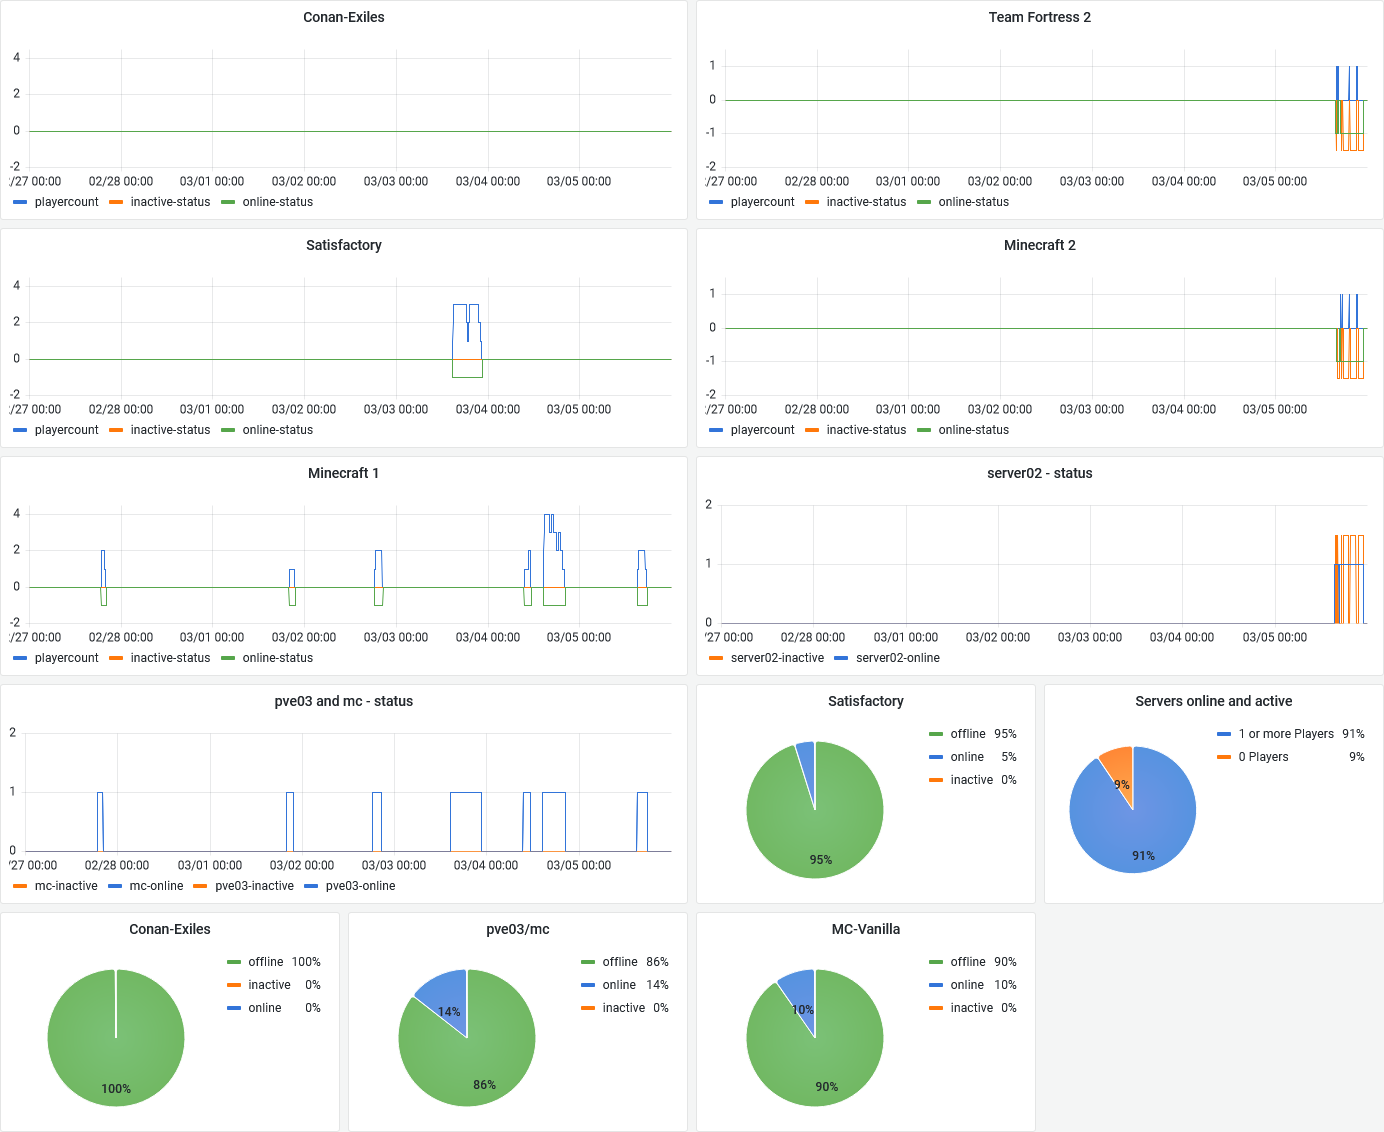 Conan-Exiles
4
2
0
-2
/27 00:00 02/28 00:00 03/01 00:00 03/02 00:00 03/03 00:00 03/04 00:00 03/05 00:00
playercount inactive-status online-status
Team Fortress 2
1
0
-1
-2
/27 00:00 02/28 00:00 03/01 00:00 03/02 00:00 03/03 00:00 03/04 00:00 03/05 00:00
playercount inactive-status online-status
Satisfactory
4
2
0
-2
/27 00:00 02/28 00:00 03/01 00:00 03/02 00:00 03/03 00:00 03/04 00:00 03/05 00:00
playercount inactive-status online-status
Minecraft 2
1
0
-1
-2
/27 00:00 02/28 00:00 03/01 00:00 03/02 00:00 03/03 00:00 03/04 00:00 03/05 00:00
playercount inactive-status online-status
Minecraft 1
4
2
0
-2
/27 00:00 02/28 00:00 03/01 00:00 03/02 00:00 03/03 00:00 03/04 00:00 03/05 00:00
playercount inactive-status online-status
server02 - status
2
1
0
/27 00:00 02/28 00:00 03/01 00:00 03/02 00:00 03/03 00:00 03/04 00:00 03/05 00:00
server02-inactive server02-online
pve03 and mc - status
2
1
0
/27 00:00 02/28 00:00 03/01 00:00 03/02 00:00 03/03 00:00 03/04 00:00 03/05 00:00
mc-inactive mc-online pve03-inactive pve03-online
Satisfactory
offline 95%
online 5%
inactive 0%
95%
Servers online and active
1 or more Players 91%
0 Players 9%
9%
91%
Conan-Exiles
offline 100%
inactive 0%
online 0%
100%
pve03/mc
offline 86%
online 14%
inactive 0%
14%
86%
MC-Vanilla
offline 90%
online 10%
inactive 0%
10%
90%